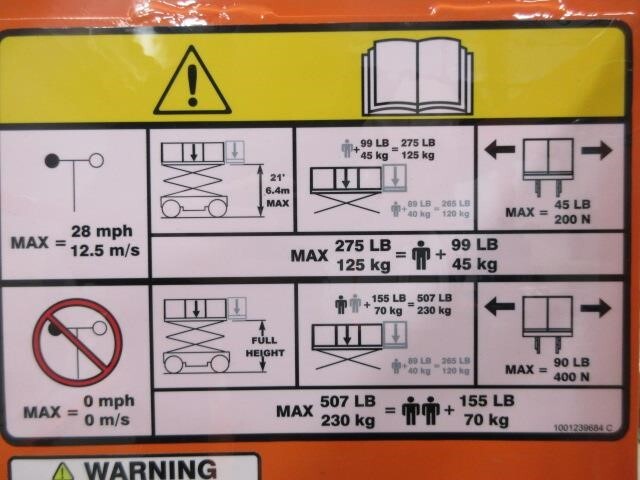 MAX = 28 mph
12.5 m/s
21'
6.4m
MAX
+ 99 LB = 275 LB
45 kg 125 kg
+ 89 LB = 265 LB
40 kg 120 kg
MAX = 45 LB
200 N
MAX 275 LB = + 99 LB
125 kg 45 kg
MAX = 0 mph
0 m/s
FULL
HEIGHT
+ 155 LB = 507 LB
70 kg 230 kg
+ 89 LB = 265 LB
40 kg 120 kg
MAX = 90 LB
400 N
MAX 507 LB = + 155 LB
230 kg 70 kg
1001239684 C
WARNING